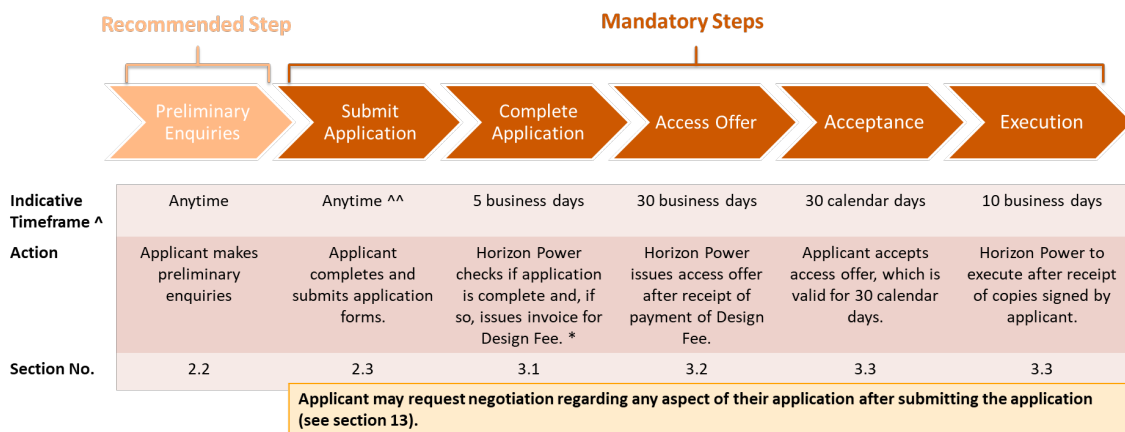 Recommended Step
Mandatory Steps
Preliminary
Enquiries
Submit
Application
Complete
Application
Access Offer
Acceptance
Execution
Indicative
Timeframe ^
Anytime
Anytime ^^
5 business days
30 business days
30 calendar days
10 business days
Action
Applicant makes
preliminary
enquiries
Applicant
completes and
submits application
forms.
Horizon Power
checks if application
is complete and, if
so, issues invoice for
Design Fee. *
Horizon Power
issues access offer
after receipt of
payment of Design
Fee.
Applicant accepts
access offer, which is
valid for 30 calendar
days.
Horizon Power to
execute after receipt
of copies signed by
applicant.
Section No.
2.2
2.3
3.1
3.2
3.3
3.3
Applicant may request negotiation regarding any aspect of their application after submitting the application
(see section 13).